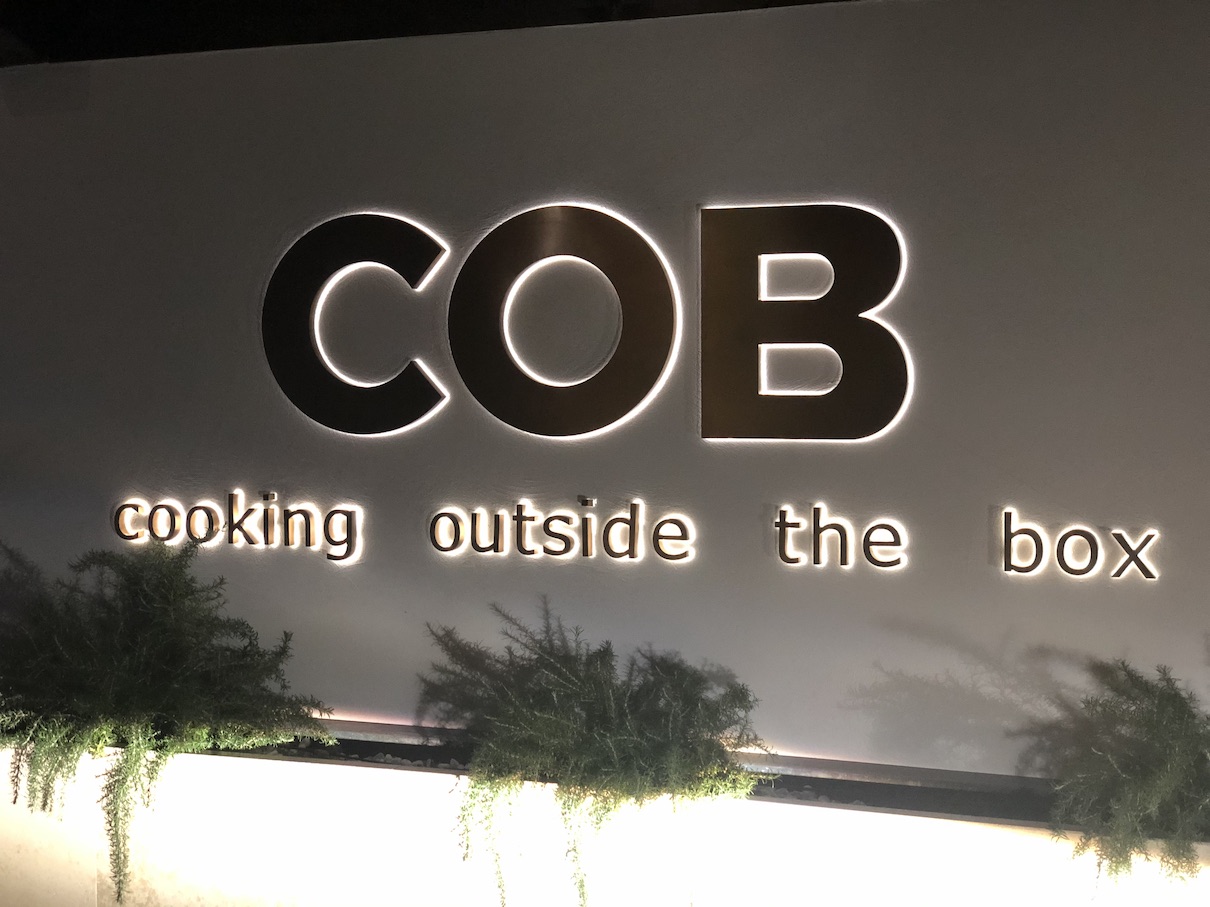 COB
cooking outside the box